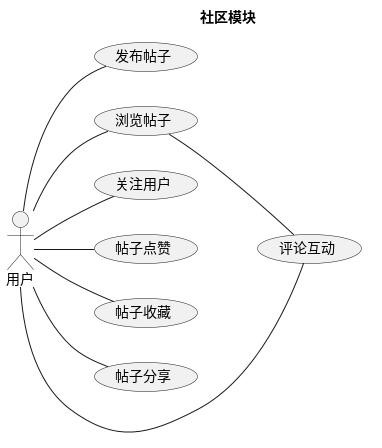 社区模块
发布帖子
浏览帖子
关注用户
帖子点赞
评论互动
用户
帖子收藏
帖子分享